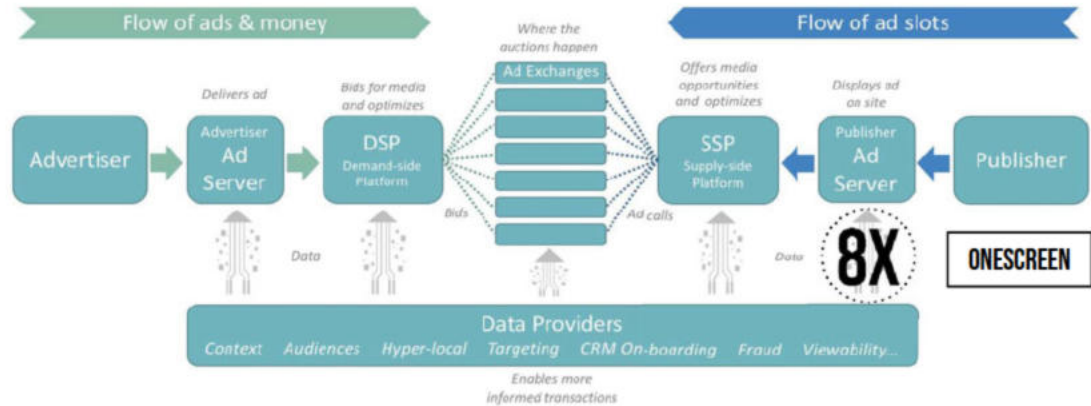 Flow of ads & money
Flow of ad slots
Where the
auctions happen
Ad Exchanges
Delivers ad
Bids for media
and optimizes
Offers media
opportunities
and optimizes
Displays ad
on site
Advertiser
Advertiser
Ad
Server
DSP
Demand-side
Platform
SSP
Supply-side
Platform
Publisher
Ad
Server
Publisher
Bids
Ad calls
Data
Data
8X
ONESCREEN
Data Providers
Context Audiences Hyper-local Targeting CRM On-boarding Fraud Viewability...
Enables more
informed transactions